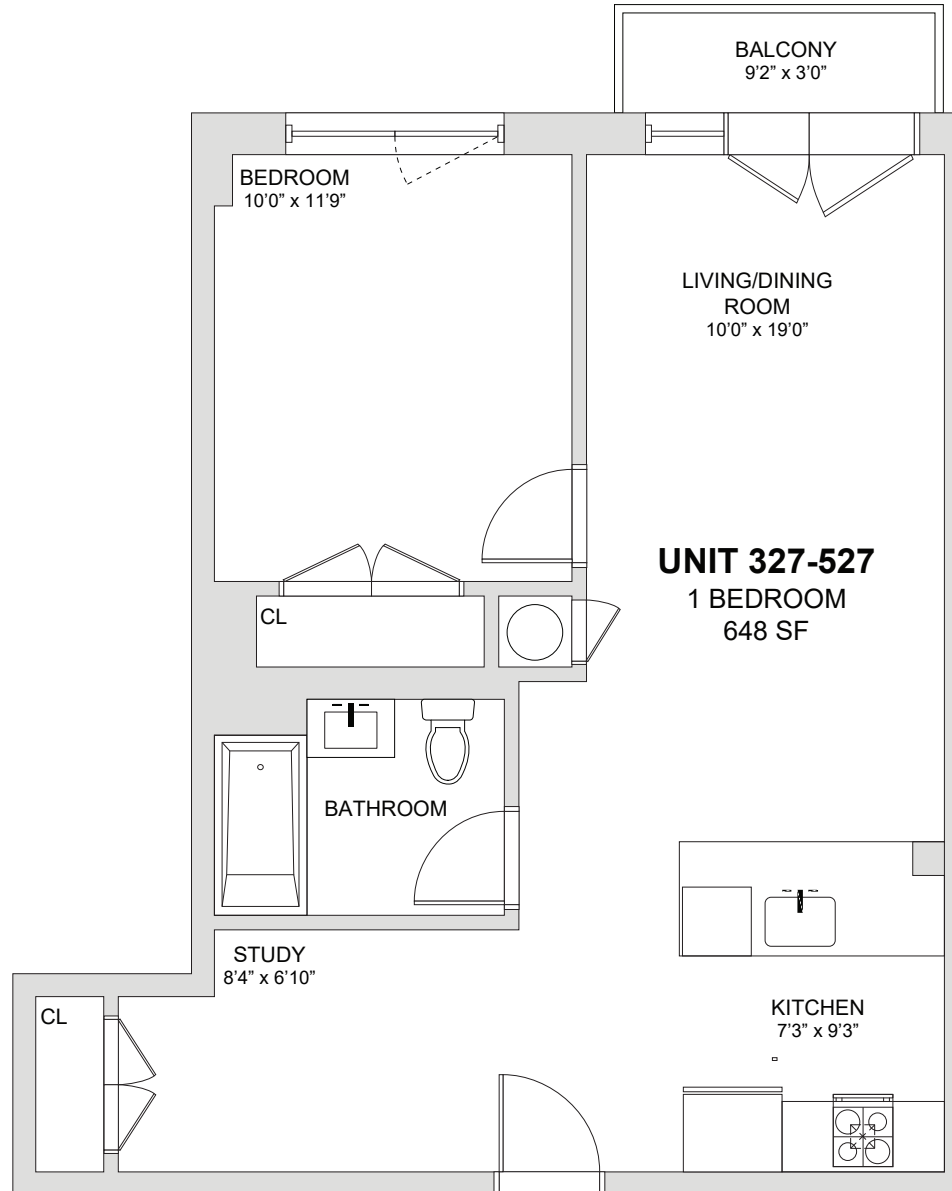 BALCONY
9’2” x 3’0”
BEDROOM
10’0” x 11’9”
LIVING/DINING
ROOM
10’0” x 19’0”
UNIT 327-527
1 BEDROOM
648 SF
CL
BATHROOM
STUDY
8’4” x 6’10”
CL
KITCHEN
7’3” x 9’3”